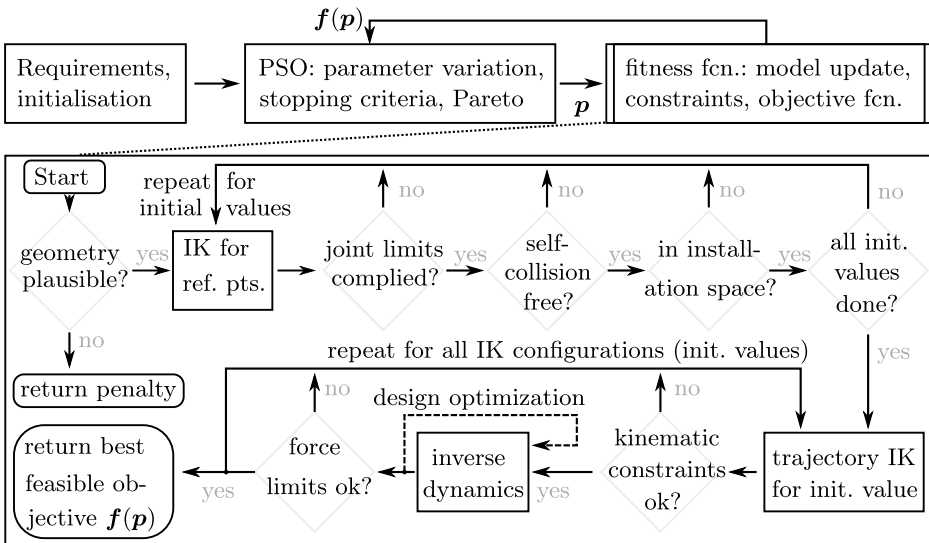 f(p)
Requirements,
initialisation
PSO: parameter variation,
stopping criteria, Pareto
p
fitness fcn.: model update,
constraints, objective fcn.
Start
repeat for
initial values
no
no
no
no
geometry
plausible?
yes
IK for
ref. pts.
joint limits
complied?
yes
self-
collision
free?
yes
in install-
ation space?
yes
all init.
values
done?
no
yes
repeat for all IK configurations (init. values)
return penalty
no
design optimization
no
return best
feasible ob-
jective f(p)
yes
force
limits ok?
inverse
dynamics
yes
kinematic
constraints
ok?
trajectory IK
for init. value